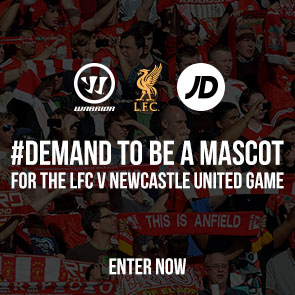 WARRIOR
L.F.C.
JD
#DEMAND TO BE A MASCOT
FOR THE LFC V NEWCASTLE UNITED GAME
THIS IS ANFIELD
ENTER NOW